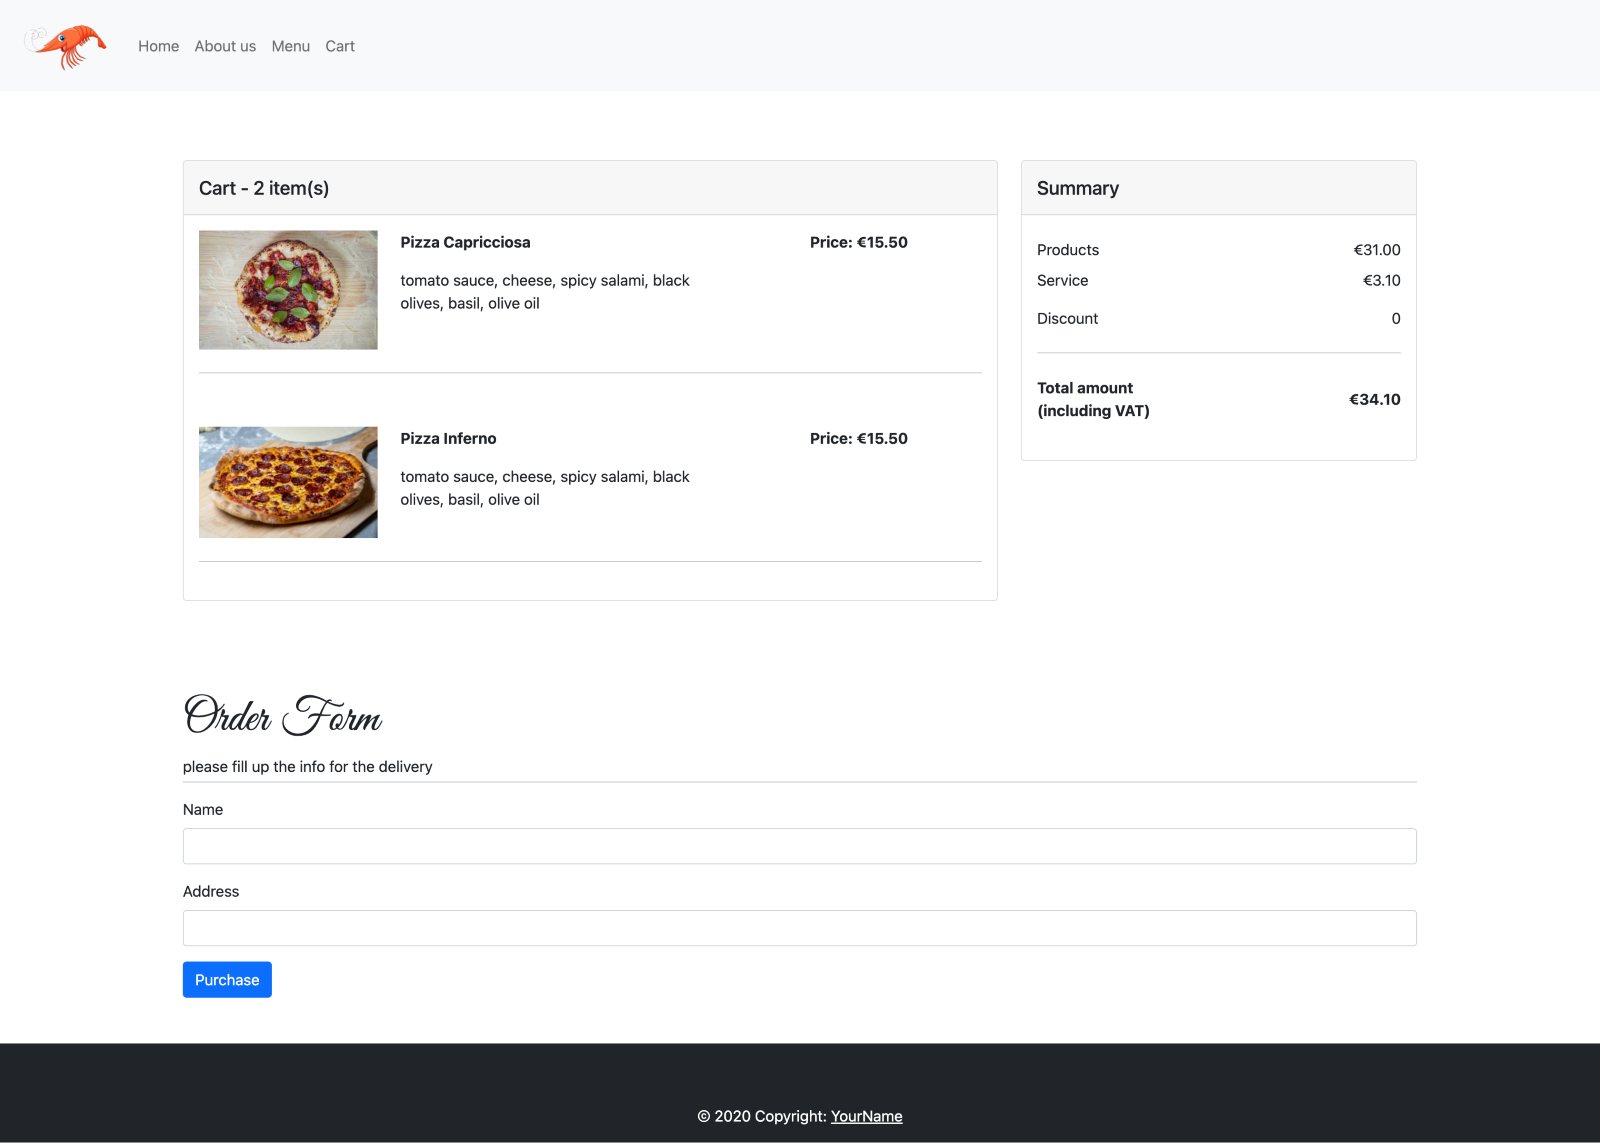 Home About us Menu Cart
Cart - 2 item(s)
Pizza Capricciosa Price: €15.50
tomato sauce, cheese, spicy salami, black
olives, basil, olive oil
Pizza Inferno Price: €15.50
tomato sauce, cheese, spicy salami, black
olives, basil, olive oil
Summary
Products €31.00
Service €3.10
Discount 0
Total amount
(including VAT) €34.10
Order Form
please fill up the info for the delivery
Name
Address
Purchase
© 2020 Copyright: YourName